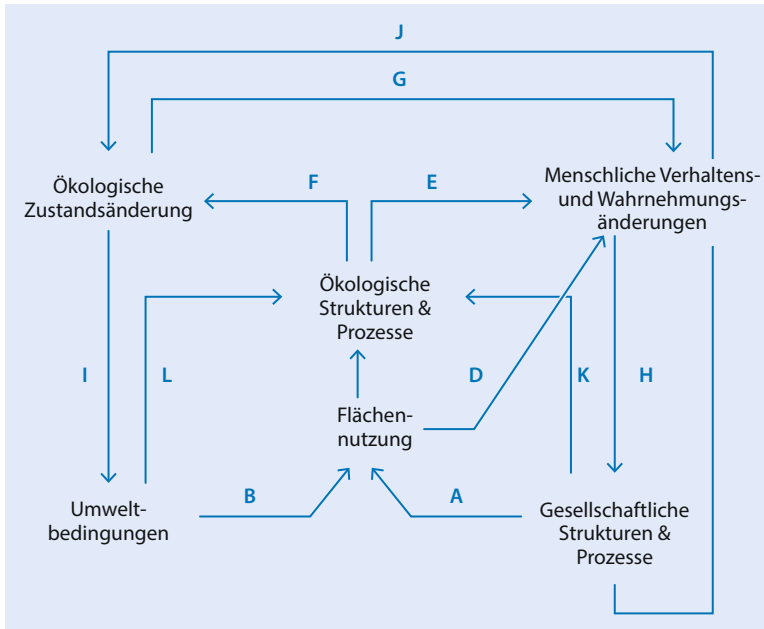 J
G
Ökologische
Zustandsänderung
F
E
Menschliche Verhaltens-
und Wahrnehmungs-
änderungen
Ökologische
Strukturen &
Prozesse
I
L
D
K
H
Flächen-
nutzung
B
A
Umwelt-
bedingungen
Gesellschaftliche
Strukturen &
Prozesse